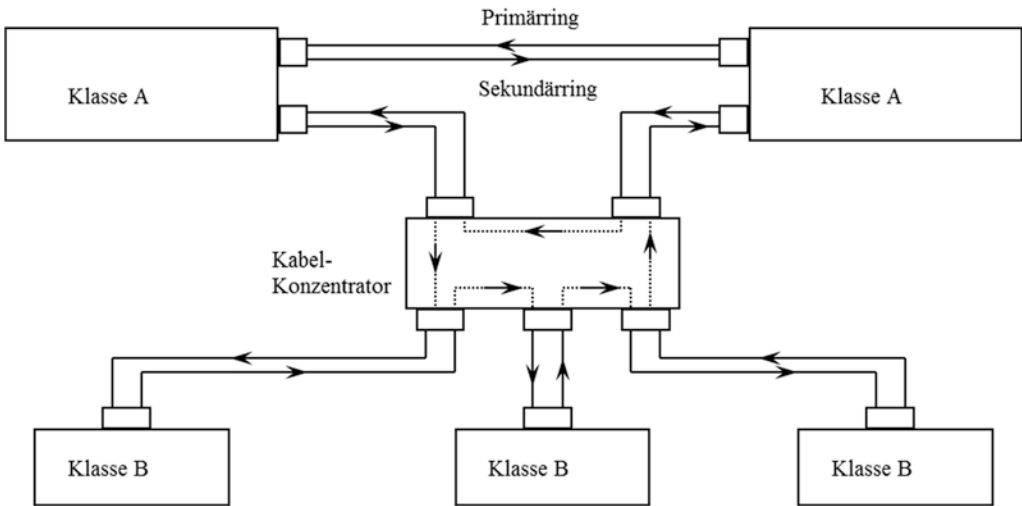 Primärring
Klasse A
Sekundärring
Klasse A
Kabel-
Konzentrator
Klasse B
Klasse B
Klasse B